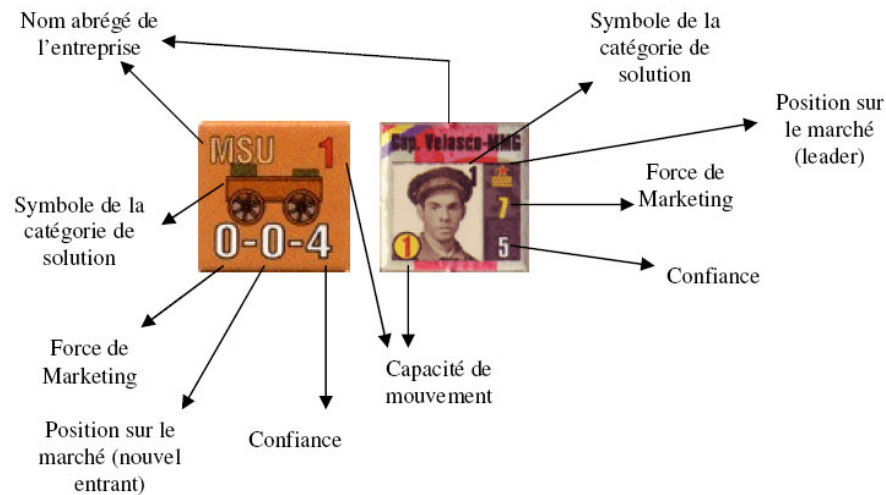 Nom abrégé de
l'entreprise
Symbole de la
catégorie de
solution
Position sur
le marché
(leader)
MSU 1
Cap. Velasco-MMG
1
Force de
Marketing
7
Symbole de la
catégorie de
solution
0-0-4
1
5
Confiance
Force de
Marketing
Capacité de
mouvement
Position sur le
marché (nouvel
entrant)
Confiance